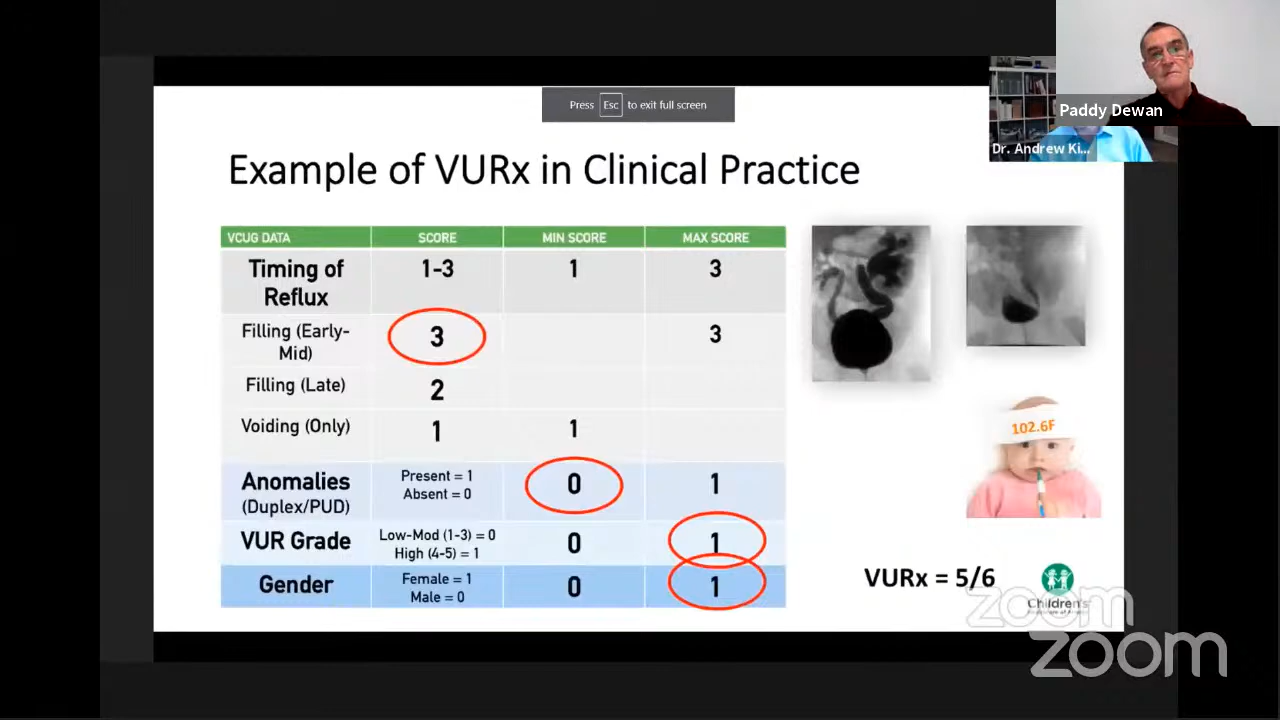 Press Esc to exit full screen
Paddy Dewan
Dr. Andrew Ki...
Example of VURx in Clinical Practice
VCUG DATA SCORE MIN SCORE MAX SCORE
Timing of 1-3 1 3
Reflux
Filling (Early- 3 3
Mid)
Filling (Late) 2
Voiding (Only) 1 1
Anomalies Present = 1 0 1
(Duplex/PUD) Absent = 0
VUR Grade Low-Mod (1-3) = 0 0 1
High (4-5) = 1
Gender Female = 1 0 1
Male = 0
102.6F
VURx = 5/6
Children's
zoom
zoom